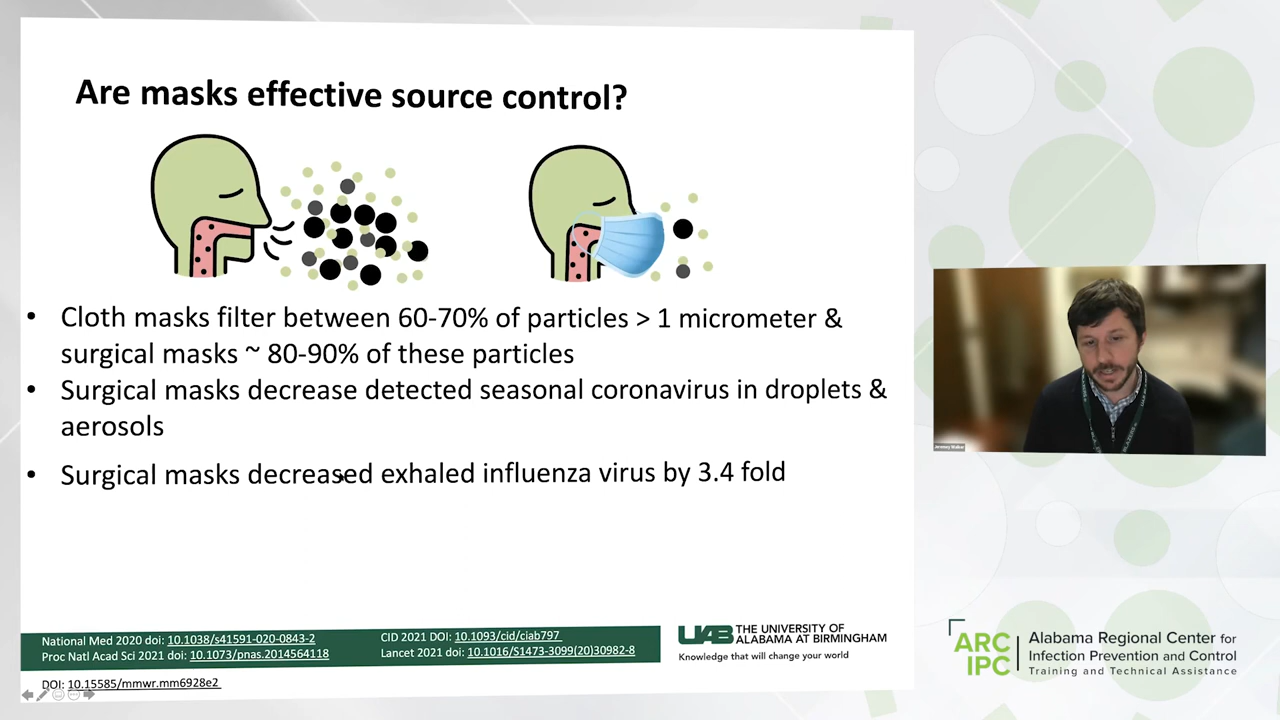 Are masks effective source control?
• Cloth masks filter between 60-70% of particles > 1 micrometer &
surgical masks ~ 80-90% of these particles
• Surgical masks decrease detected seasonal coronavirus in droplets &
aerosols
• Surgical masks decreased exhaled influenza virus by 3.4 fold
National Med 2020 doi: 10.1038/s41591-020-0843-2
Proc Natl Acad Sci 2021 doi: 10.1073/pnas.2014564118
CID 2021 DOI: 10.1093/cid/ciab797
Lancet 2021 doi: 10.1016/S1473-3099(20)30982-8
DOI: 10.15585/mmwr.mm6928e2
UAB THE UNIVERSITY OF
ALABAMA AT BIRMINGHAM
Knowledge that will change your world
Jeremey Walker
ARC
IPC
Alabama Regional Center for
Infection Prevention and Control
Training and Technical Assistance